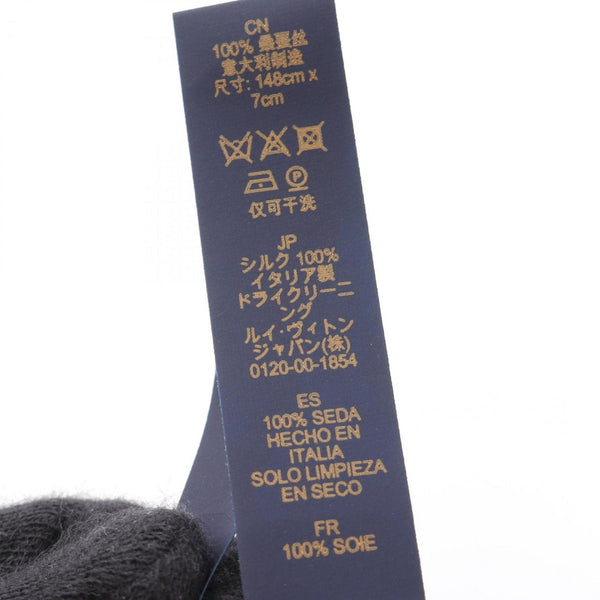 CN
100% 桑蚕丝
意大利制造
尺寸: 148cm x
7cm
P
仅可干洗
JP
シルク 100%
イタリア製
ドライクリーニ
ング
ルイ・ヴィトン
ジャパン(株)
0120-00-1854
ES
100% SEDA
HECHO EN
ITALIA
SOLO LIMPIEZA
EN SECO
FR
100% SOIE